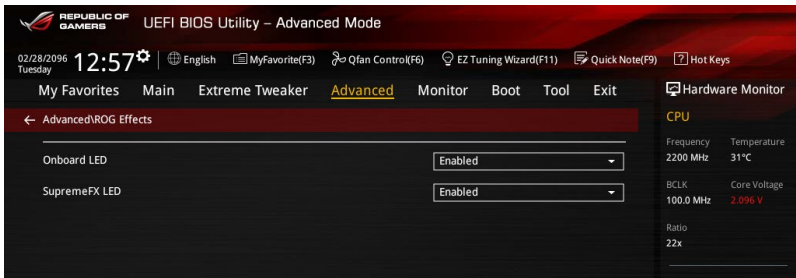 REPUBLIC OF
GAMERS
UEFI BIOS Utility – Advanced Mode
02/28/2096
Tuesday
12:57
English
MyFavorite(F3)
Qfan Control(F6)
EZ Tuning Wizard(F11)
Quick Note(F9)
? Hot Keys
My Favorites Main Extreme Tweaker Advanced Monitor Boot Tool Exit
Hardware Monitor
← Advanced\ROG Effects
Onboard LED Enabled
SupremeFX LED Enabled
CPU
Frequency Temperature
2200 MHz 31°C
BCLK Core Voltage
100.0 MHz 2.096 V
Ratio
22x